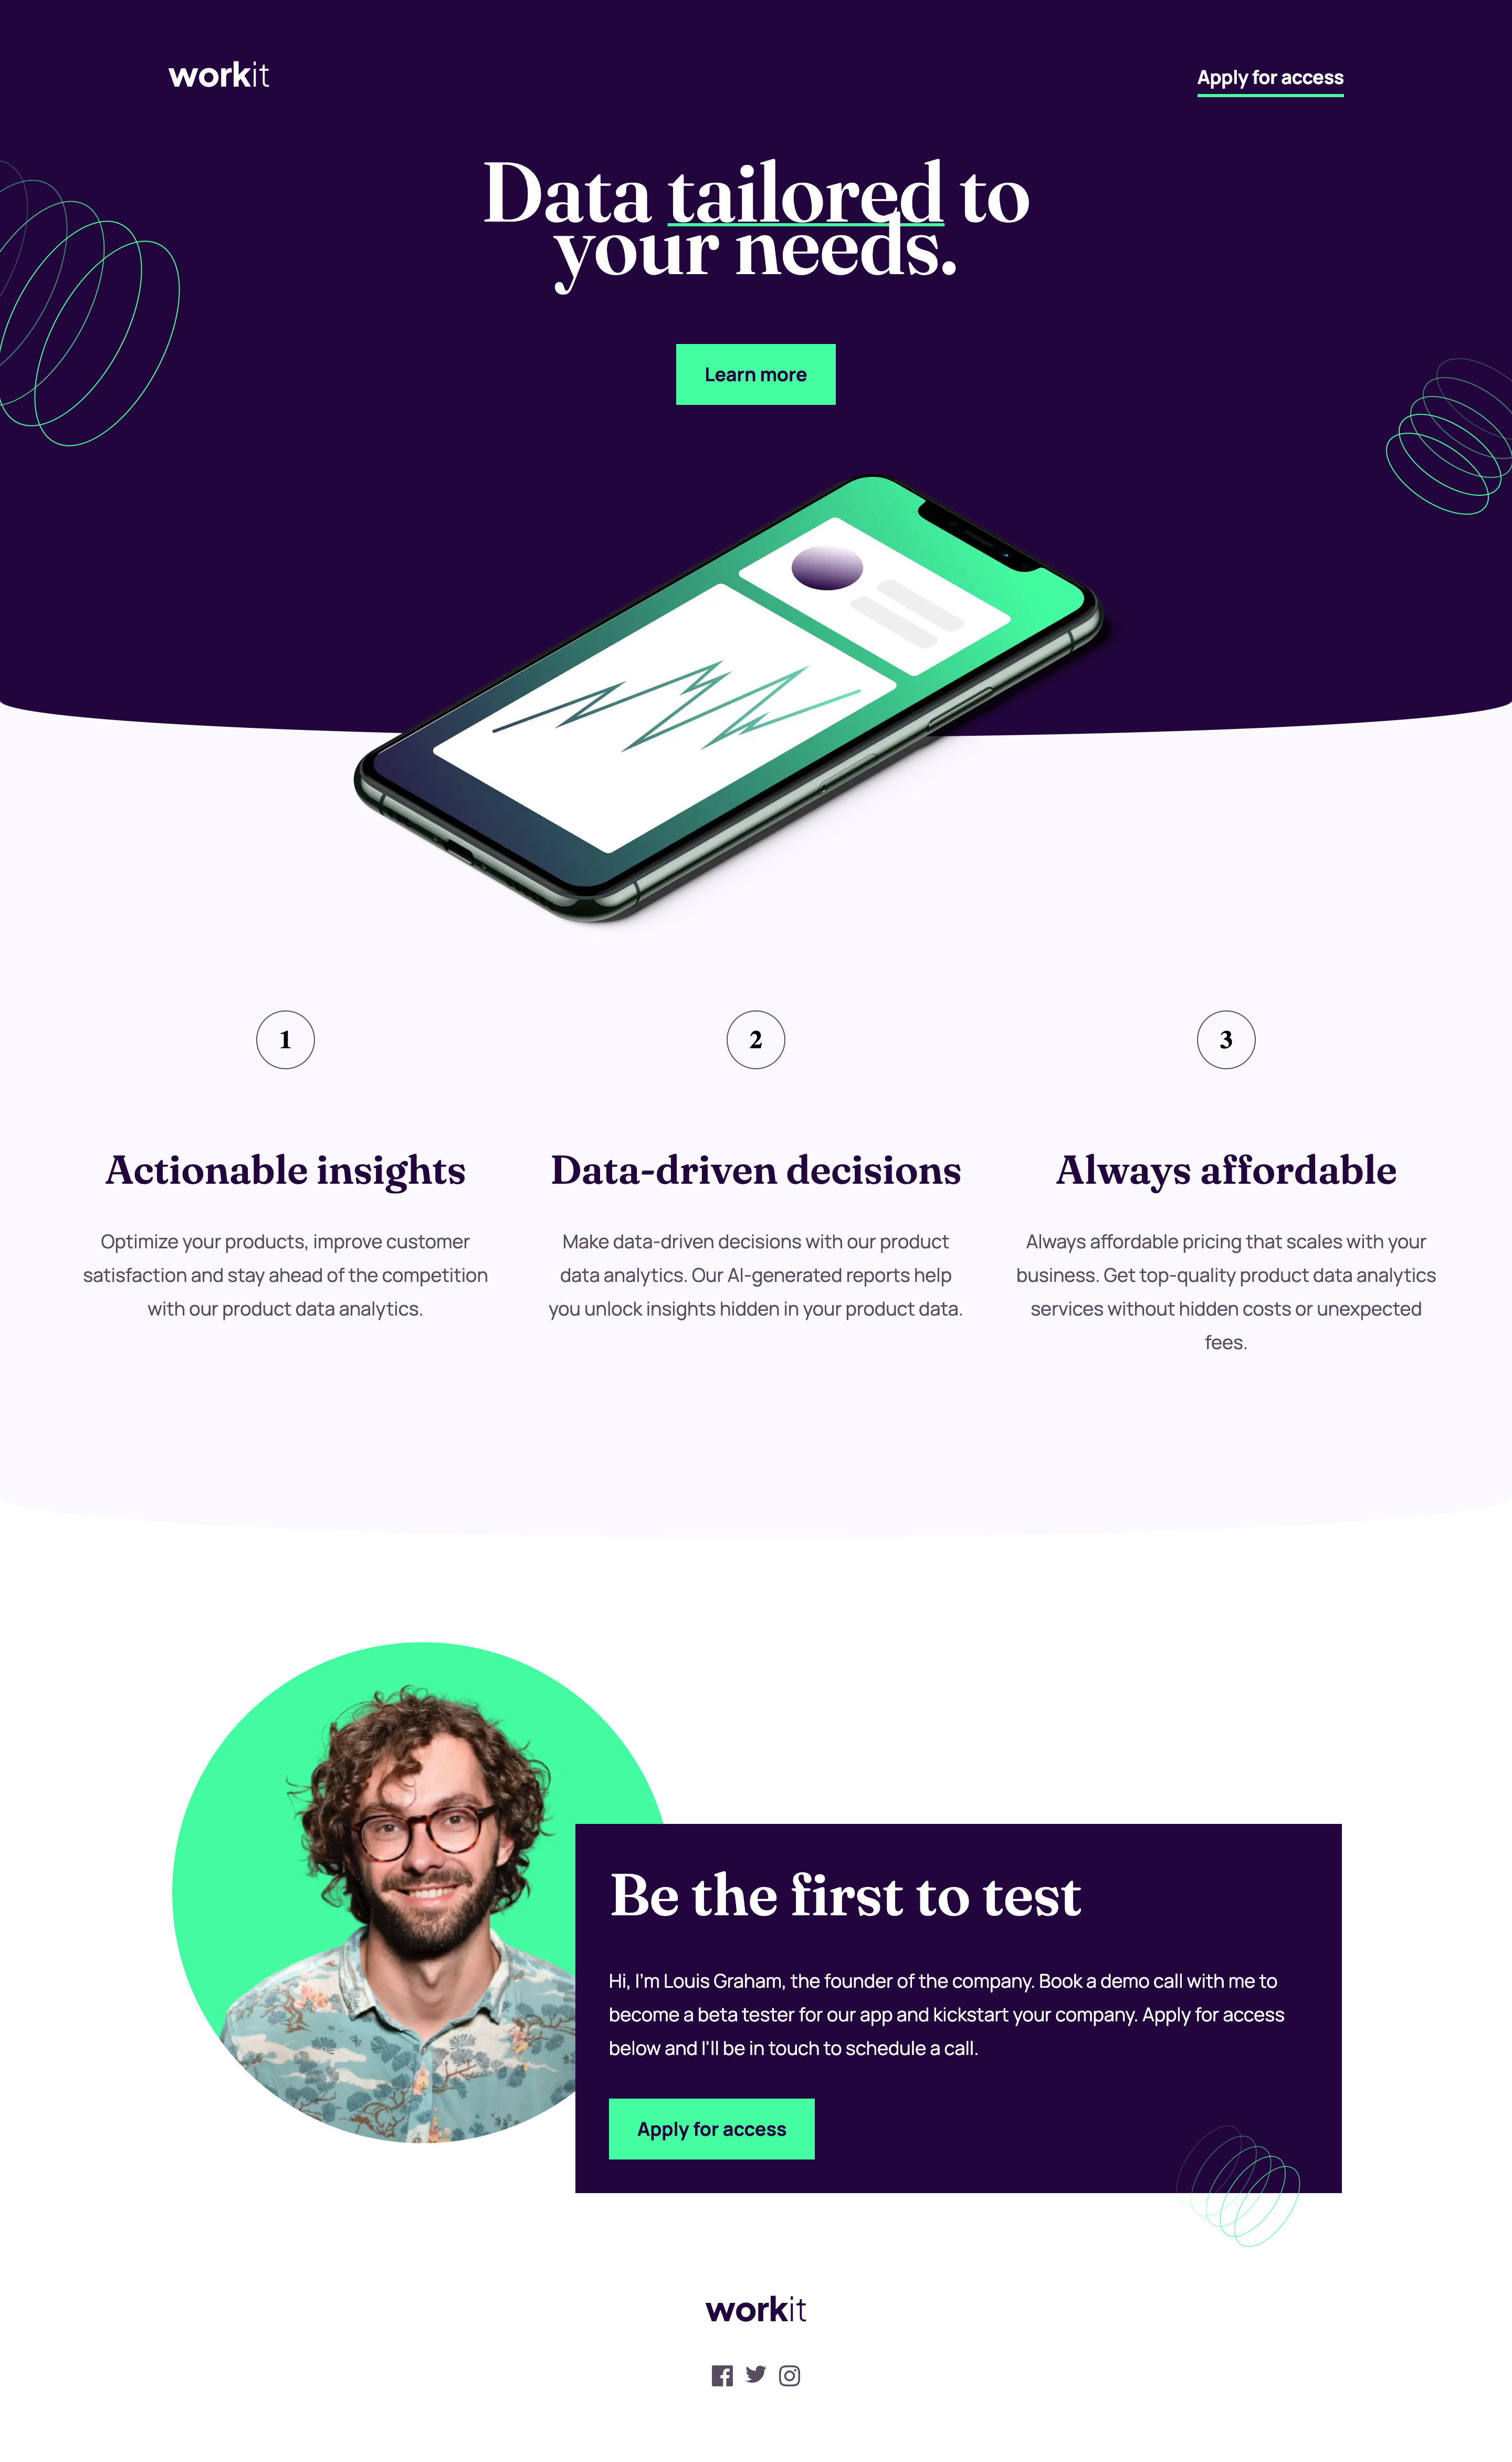 workit
Apply for access
Data tailored to
your needs.
Learn more
1
2
3
Actionable insights
Data-driven decisions
Always affordable
Optimize your products, improve customer
satisfaction and stay ahead of the competition
with our product data analytics.
Make data-driven decisions with our product
data analytics. Our AI-generated reports help
you unlock insights hidden in your product data.
Always affordable pricing that scales with your
business. Get top-quality product data analytics
services without hidden costs or unexpected
fees.
Be the first to test
Hi, I'm Louis Graham, the founder of the company. Book a demo call with me to
become a beta tester for our app and kickstart your company. Apply for access
below and I'll be in touch to schedule a call.
Apply for access
workit